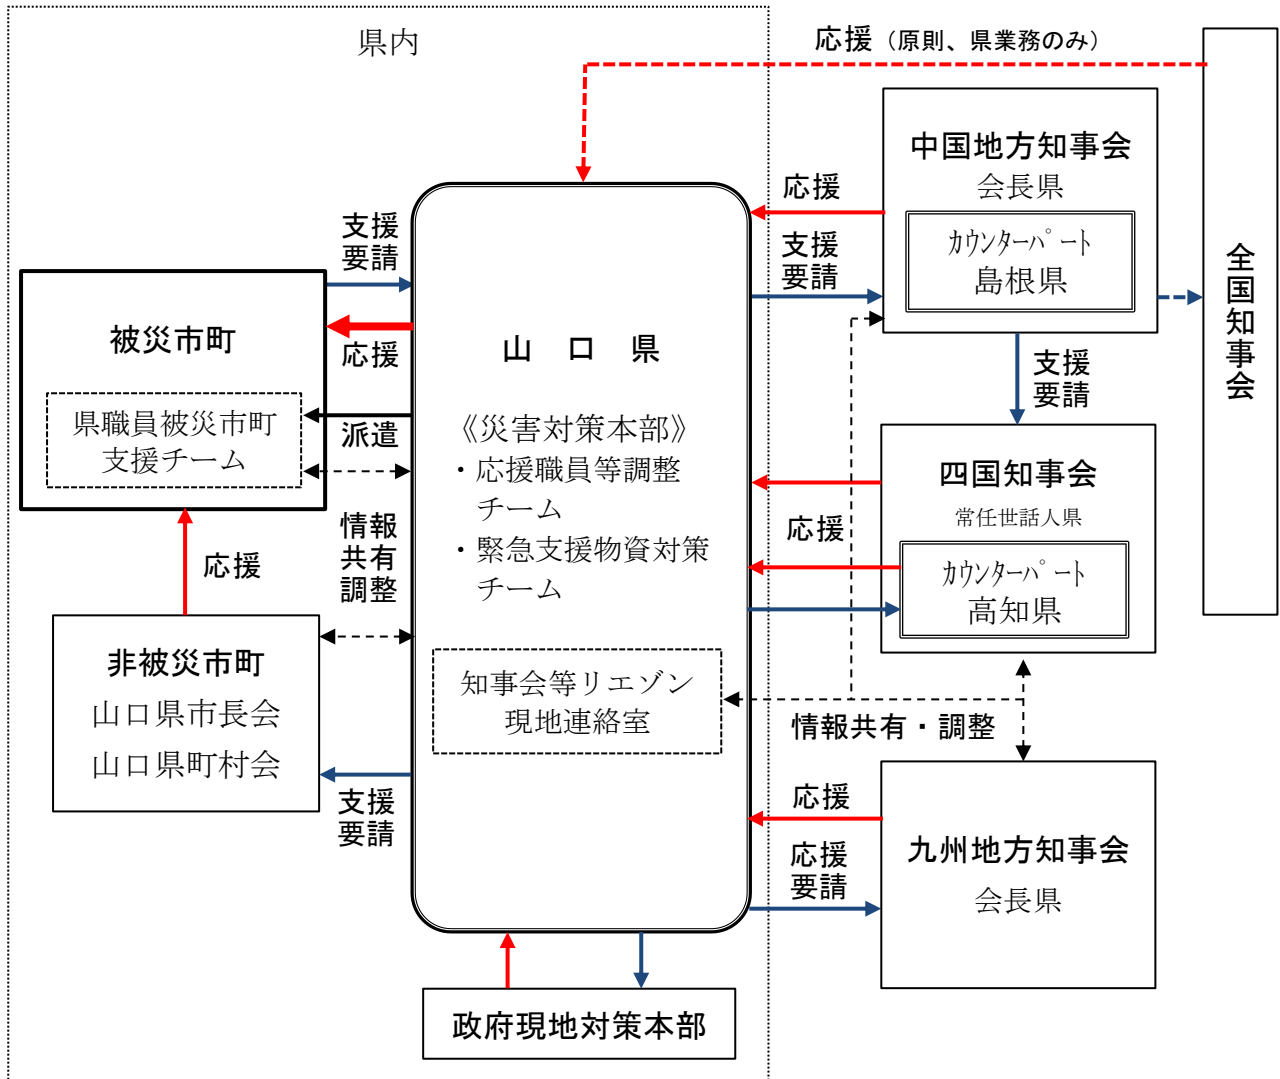 県内
応援（原則、県業務のみ）
全国知事会
中国地方知事会
会長県
カウンターパート
島根県
応援
支援
要請
支援
要請
被災市町
県職員被災市町
支援チーム
支援
要請
応援
派遣
情報
共有
調整
山　口　県
《災害対策本部》
・応援職員等調整
チーム
・緊急支援物資対策
チーム
知事会等リエゾン
現地連絡室
四国知事会
常任世話人県
カウンターパート
高知県
応援
応援
非被災市町
山口県市長会
山口県町村会
支援
要請
情報共有・調整
応援
応援
要請
九州地方知事会
会長県
政府現地対策本部